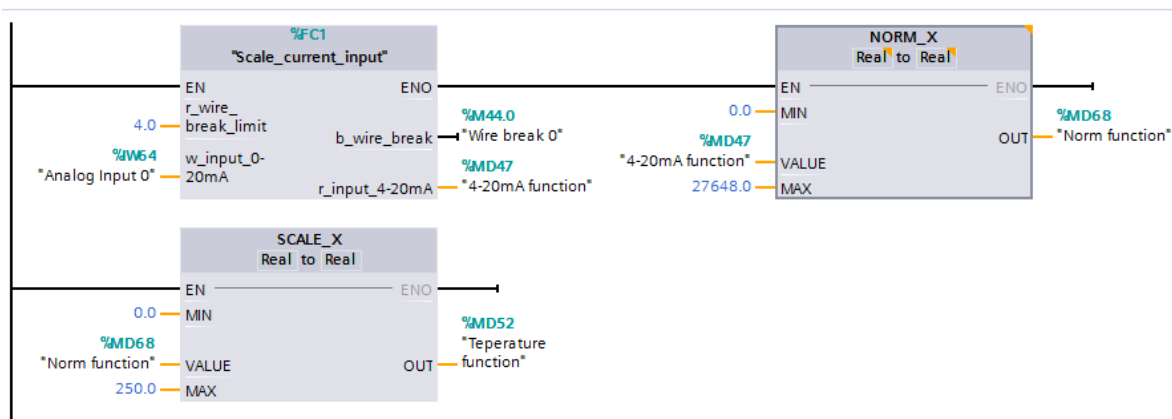 %FC1
"Scale_current_input"
EN ENO
r_wire_
4.0 break_limit
%M44.0
b_wire_break "Wire break 0"
%IW64 w_input_0-
"Analog Input 0" 20mA
%MD47
r_input_4-20mA "4-20mA function"
NORM_X
Real to Real
EN ENO
0.0 MIN
%MD68
OUT "Norm function"
%MD47
"4-20mA function" VALUE
27648.0 MAX
SCALE_X
Real to Real
EN ENO
0.0 MIN
%MD68
"Norm function" VALUE
%MD52
"Teperature
OUT function"
250.0 MAX